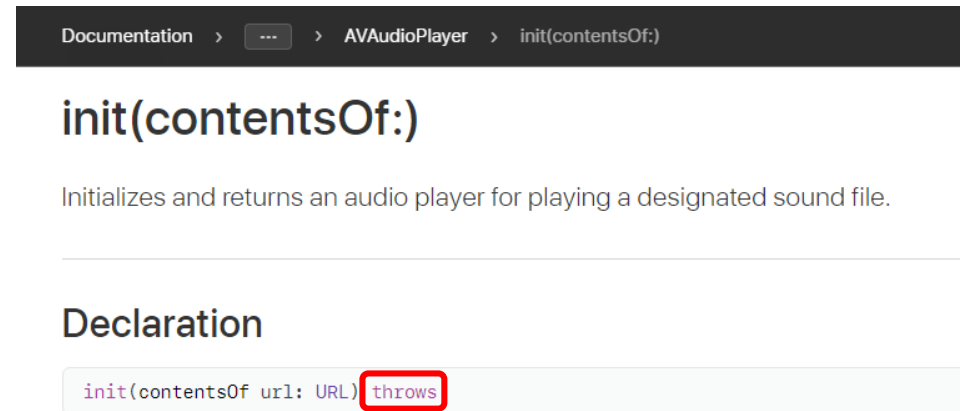 Documentation > ... > AVAudioPlayer > init(contentsOf:)
init(contentsOf:)
Initializes and returns an audio player for playing a designated sound file.
Declaration
init(contentsOf url: URL) throws